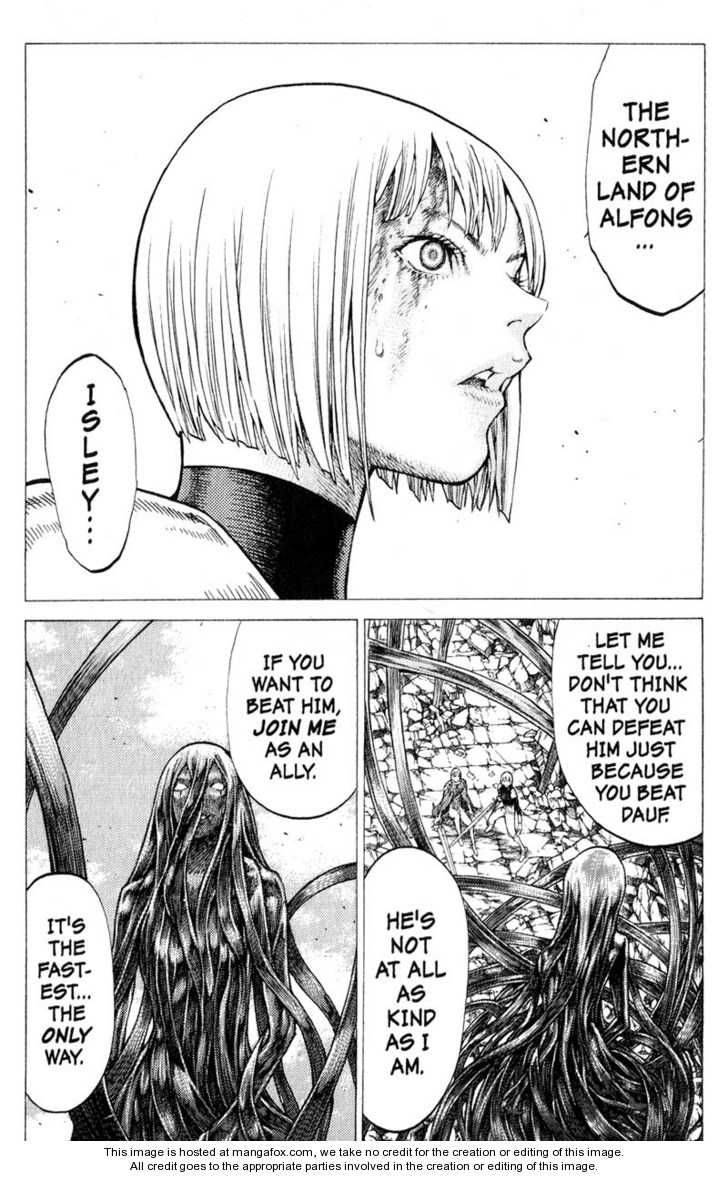 THE
NORTH-
ERN
LAND OF
ALFONS
...
ISLEY...
LET ME
TELL YOU...
DON'T THINK
THAT YOU
CAN DEFEAT
HIM JUST
BECAUSE
YOU BEAT
DAUF.
HE'S
NOT
AT ALL
AS
KIND
AS I
AM.
IF YOU
WANT TO
BEAT HIM,
JOIN ME
AS AN
ALLY.
IT'S
THE
FAST-
EST...
THE
ONLY
WAY.
This image is hosted at mangafox.com, we take no credit for the creation or editing of this image.
All credit goes to the appropriate parties involved in the creation or editing of this image.